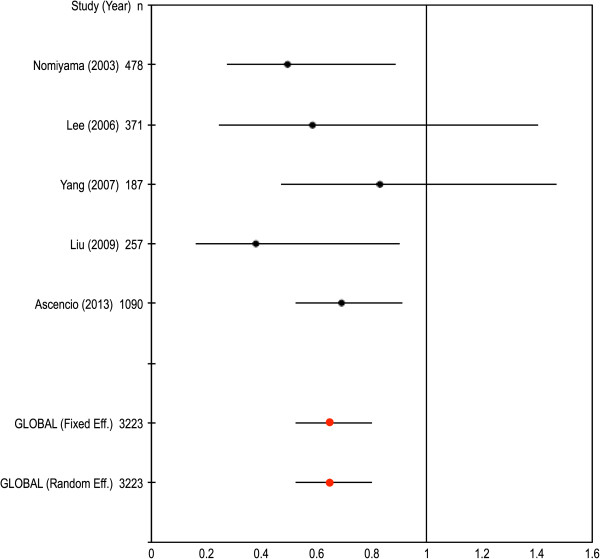 Study (Year) n
Nomiyama (2003) 478
Lee (2006) 371
Yang (2007) 187
Liu (2009) 257
Ascencio (2013) 1090
GLOBAL (Fixed Eff.) 3223
GLOBAL (Random Eff.) 3223
0 0.2 0.4 0.6 0.8 1 1.2 1.4 1.6